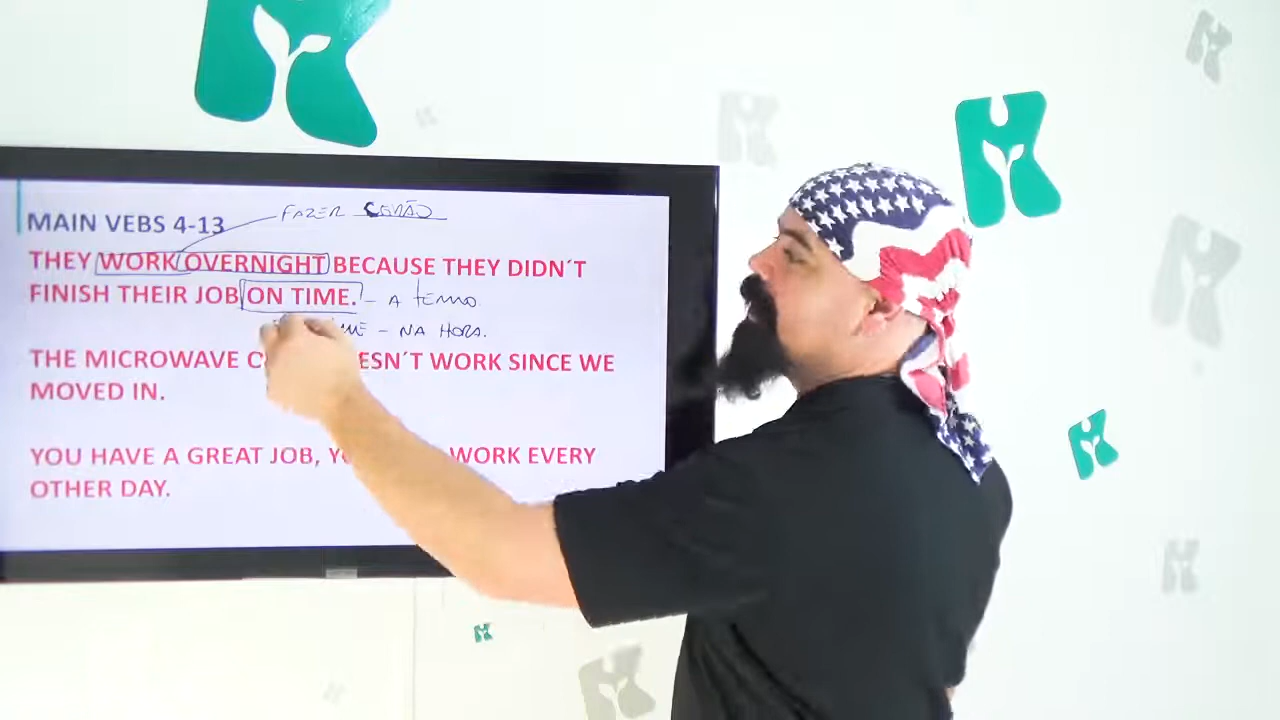 MAIN VEBS 4-13
FAZER SERÃO
THEY WORK OVERNIGHT BECAUSE THEY DIDN´T
FINISH THEIR JOB ON TIME. - A TEMPO
- NA HORA.
THE MICROWAVE ESN´T WORK SINCE WE
MOVED IN.
YOU HAVE A GREAT JOB, WORK EVERY
OTHER DAY.